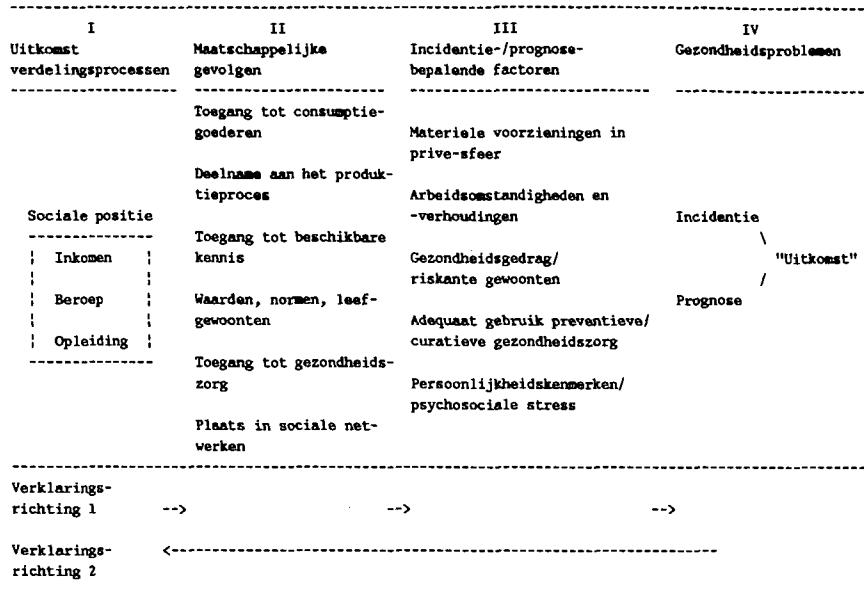 I II III IV
Uitkomst Maatschappelijke Incidentie-/prognose- Gezondheidsproblemen
verdelingsprocessen gevolgen bepalende factoren
Toegang tot consumptie-
goederen Materiele voorzieningen in
prive-sfeer
Deelname aan het produk-
tieproces Arbeidsomstandigheden en
Sociale positie -verhoudingen Incidentie
Toegang tot beschikbare
Inkomen kennis Gezondheidsgedrag/ "Uitkomst"
riskante gewoonten
Beroep Waarden, normen, leef- Prognose
gewoonten Adequaat gebruik preventieve/
Opleiding curatieve gezondheidszorg
Toegang tot gezondheids-
zorg Persoonlijkheidskenmerken/
psychosociale stress
Plaats in sociale net-
werken
Verklarings-
richting 1 --> --> -->
Verklarings- <--
richting 2